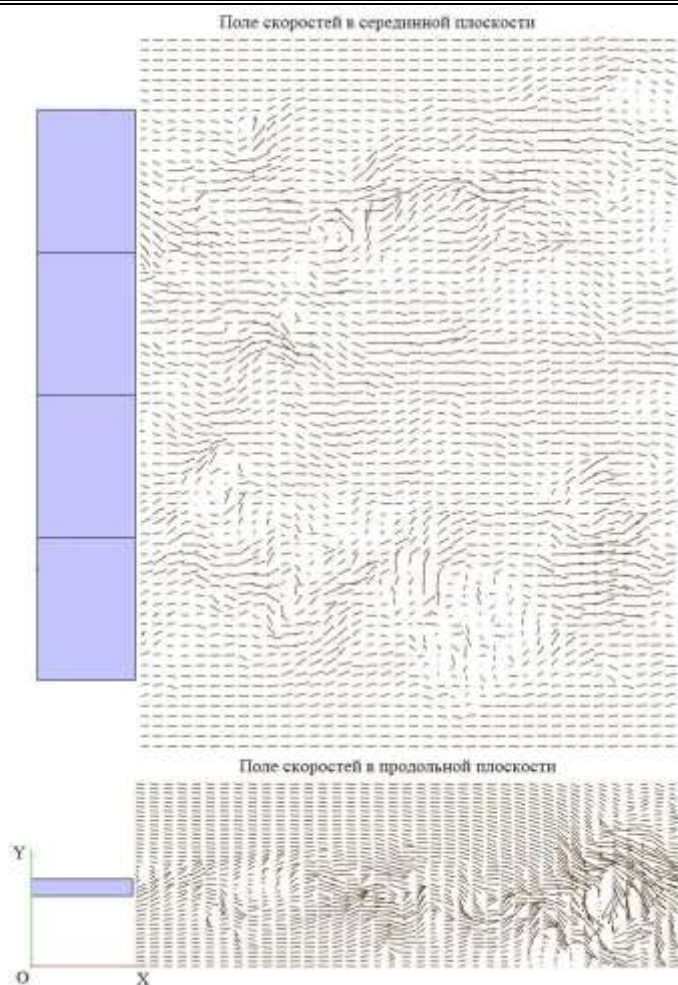 Поле скоростей в серединной плоскости
Поле скоростей в продольной плоскости
Y
O
X